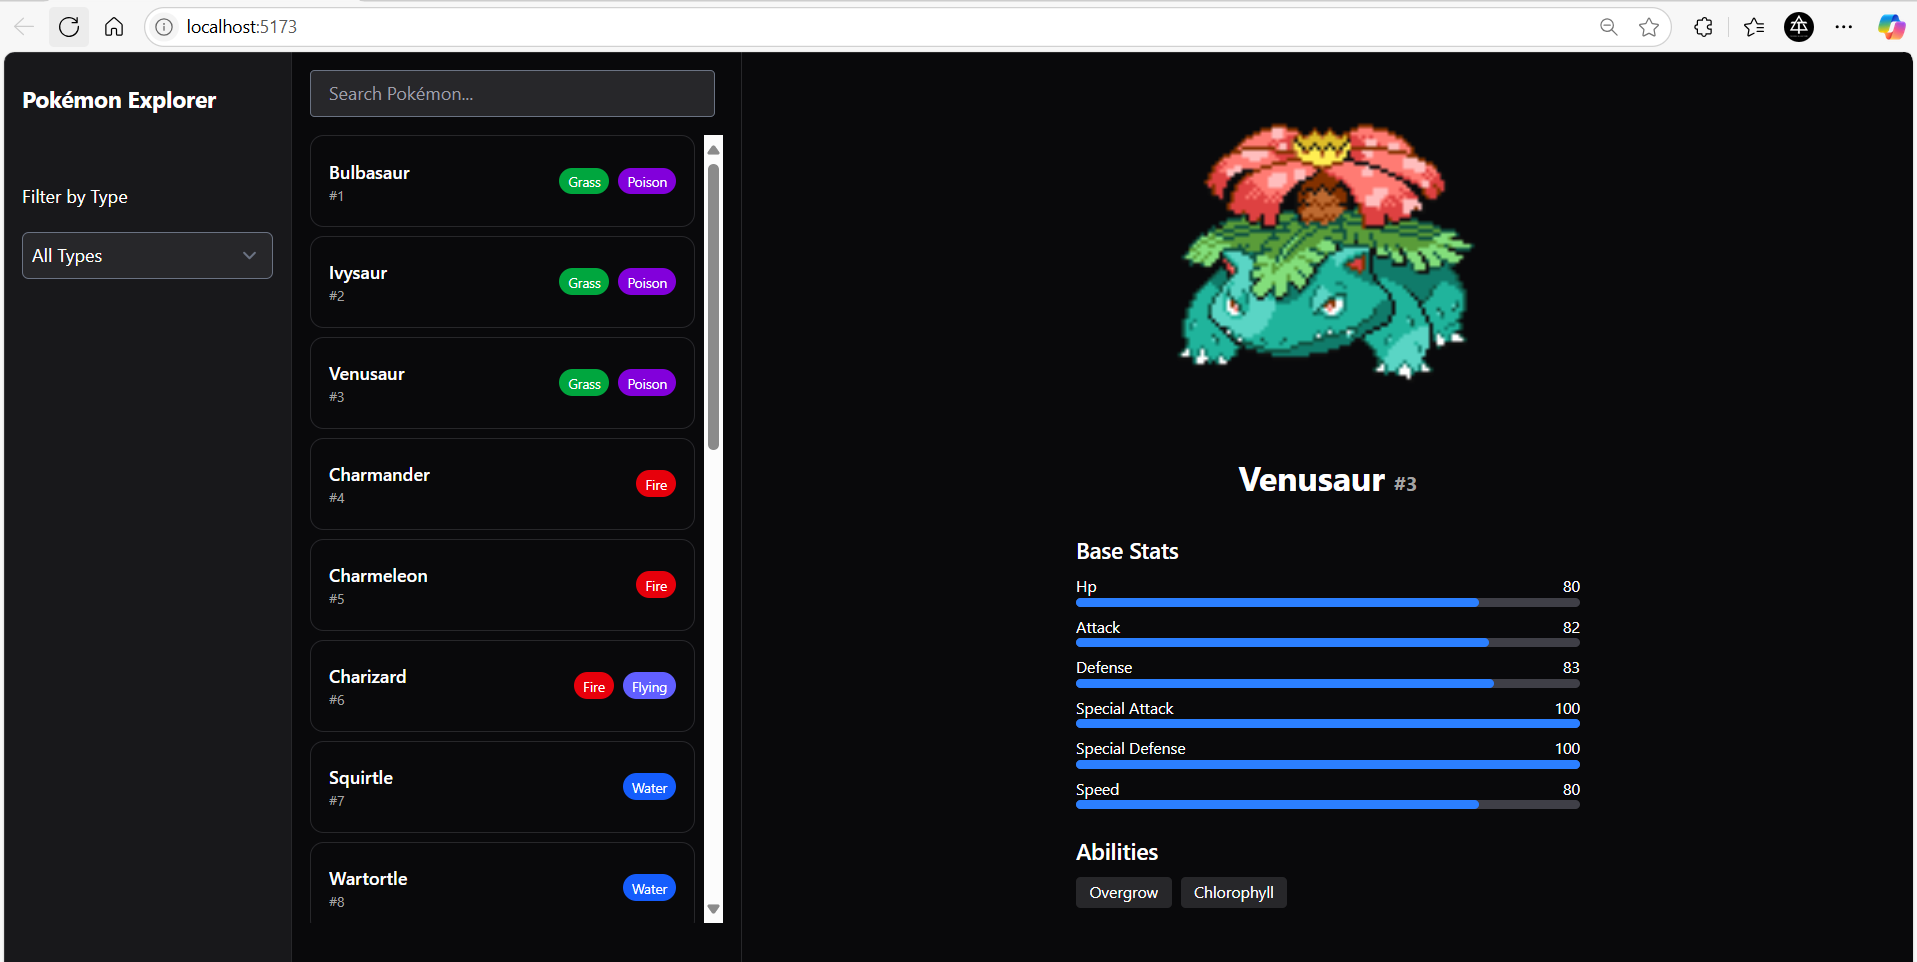 localhost:5173
Pokémon Explorer
Filter by Type
All Types
Search Pokémon...
Bulbasaur
#1
Grass Poison
Ivysaur
#2
Grass Poison
Venusaur
#3
Grass Poison
Charmander
#4
Fire
Charmeleon
#5
Fire
Charizard
#6
Fire Flying
Squirtle
#7
Water
Wartortle
#8
Water
Venusaur #3
Base Stats
Hp 80
Attack 82
Defense 83
Special Attack 100
Special Defense 100
Speed 80
Abilities
Overgrow Chlorophyll